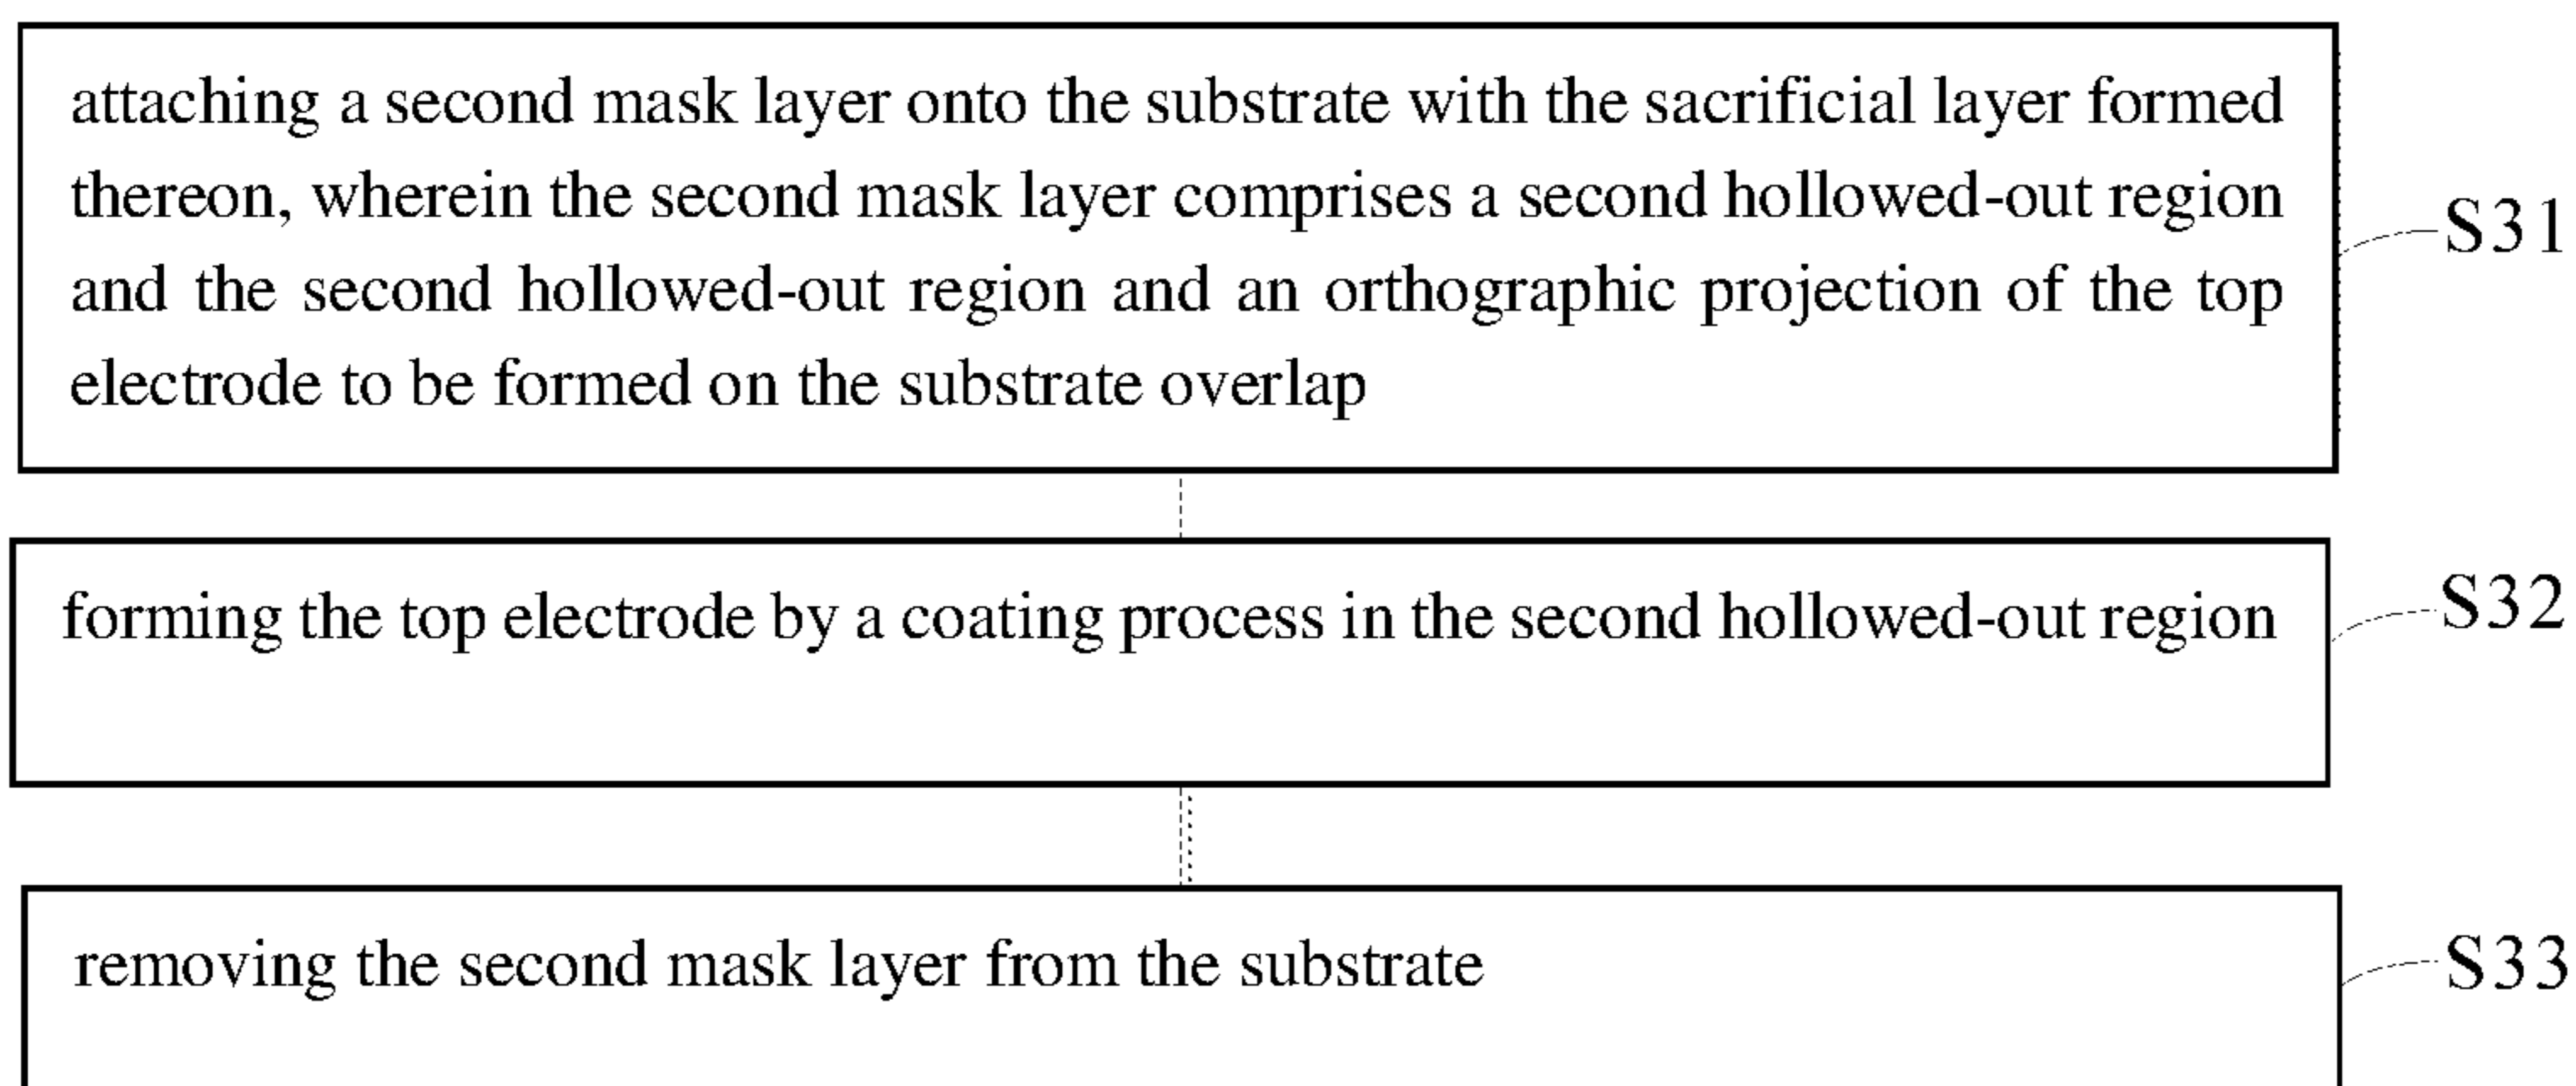 attaching a second mask layer onto the substrate with the sacrificial layer formed
thereon, wherein the second mask layer comprises a second hollowed-out region
and the second hollowed-out region and an orthographic projection of the top
electrode to be formed on the substrate overlap
S31
forming the top electrode by a coating process in the second hollowed-out region
S32
removing the second mask layer from the substrate
S33